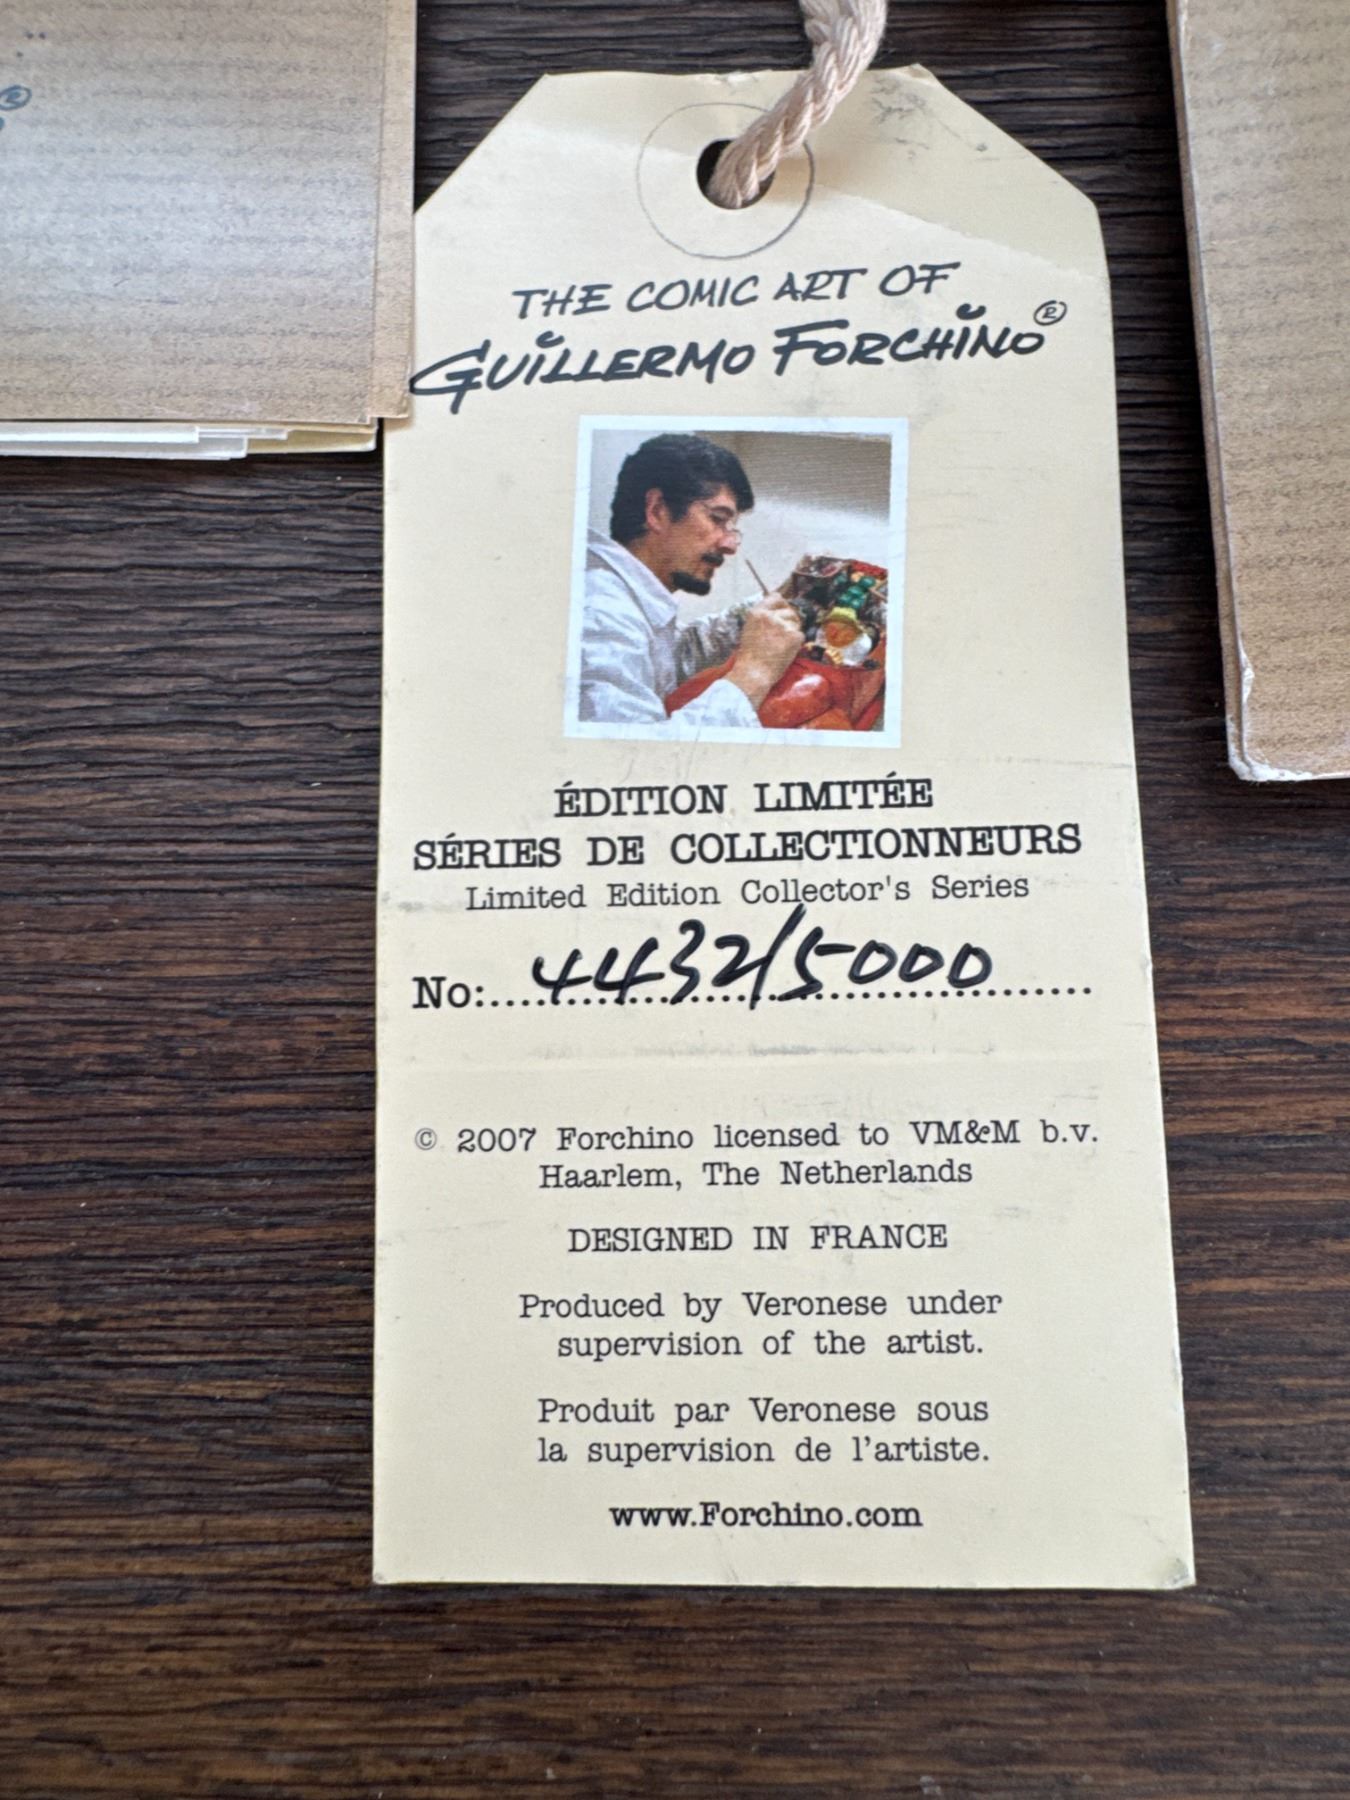 THE COMIC ART OF
GUILLERMO FORCHINO®
ÉDITION LIMITÉE
SÉRIES DE COLLECTIONNEURS
Limited Edition Collector's Series
No:....4432/5000........
© 2007 Forchino licensed to VM&M b.v.
Haarlem, The Netherlands
DESIGNED IN FRANCE
Produced by Veronese under
supervision of the artist.
Produit par Veronese sous
la supervision de l'artiste.
www.Forchino.com